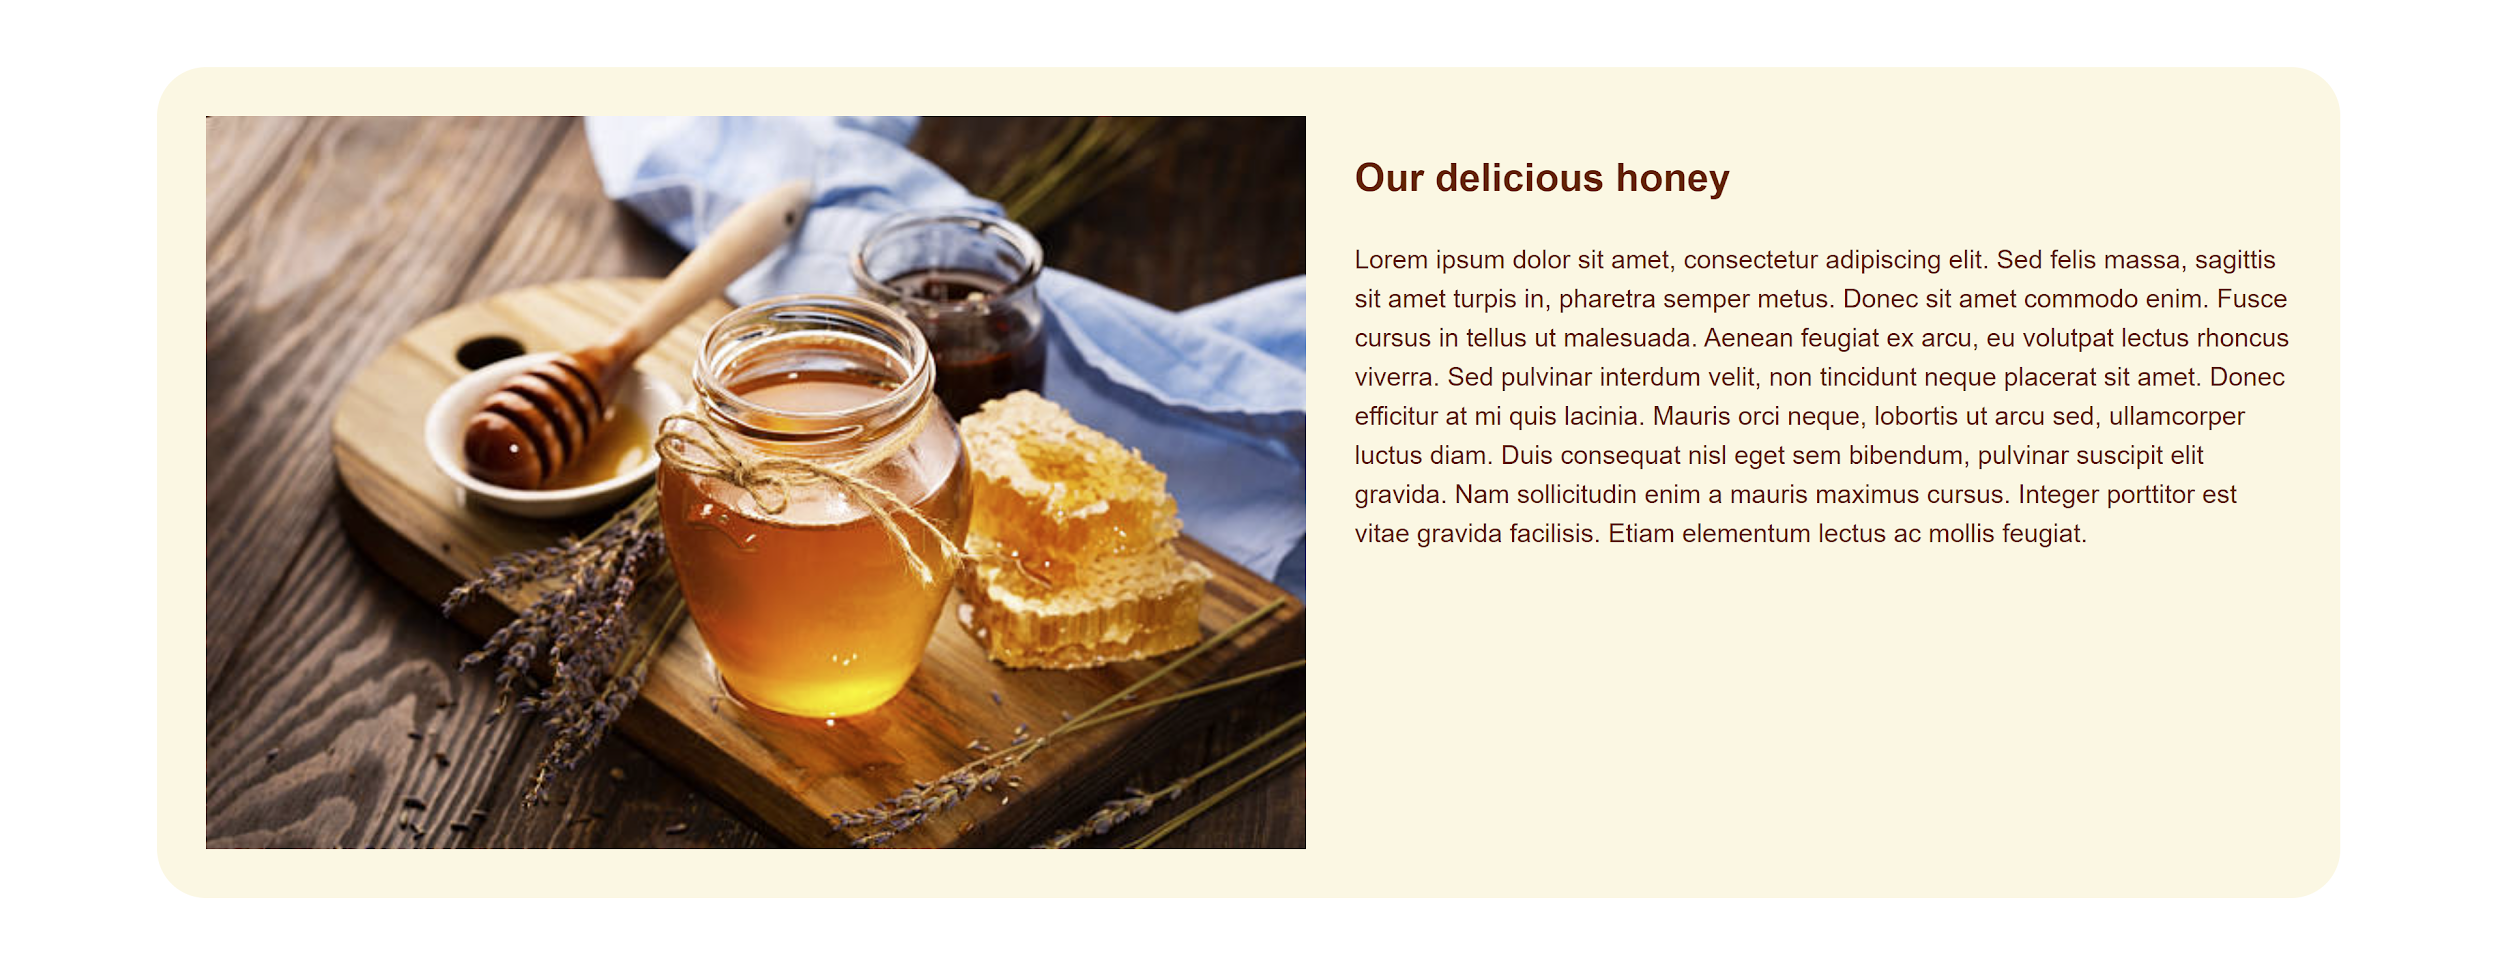 Our delicious honey
Lorem ipsum dolor sit amet, consectetur adipiscing elit. Sed felis massa, sagittis
sit amet turpis in, pharetra semper metus. Donec sit amet commodo enim. Fusce
cursus in tellus ut malesuada. Aenean feugiat ex arcu, eu volutpat lectus rhoncus
viverra. Sed pulvinar interdum velit, non tincidunt neque placerat sit amet. Donec
efficitur at mi quis lacinia. Mauris orci neque, lobortis ut arcu sed, ullamcorper
luctus diam. Duis consequat nisl eget sem bibendum, pulvinar suscipit elit
gravida. Nam sollicitudin enim a mauris maximus cursus. Integer porttitor est
vitae gravida facilisis. Etiam elementum lectus ac mollis feugiat.